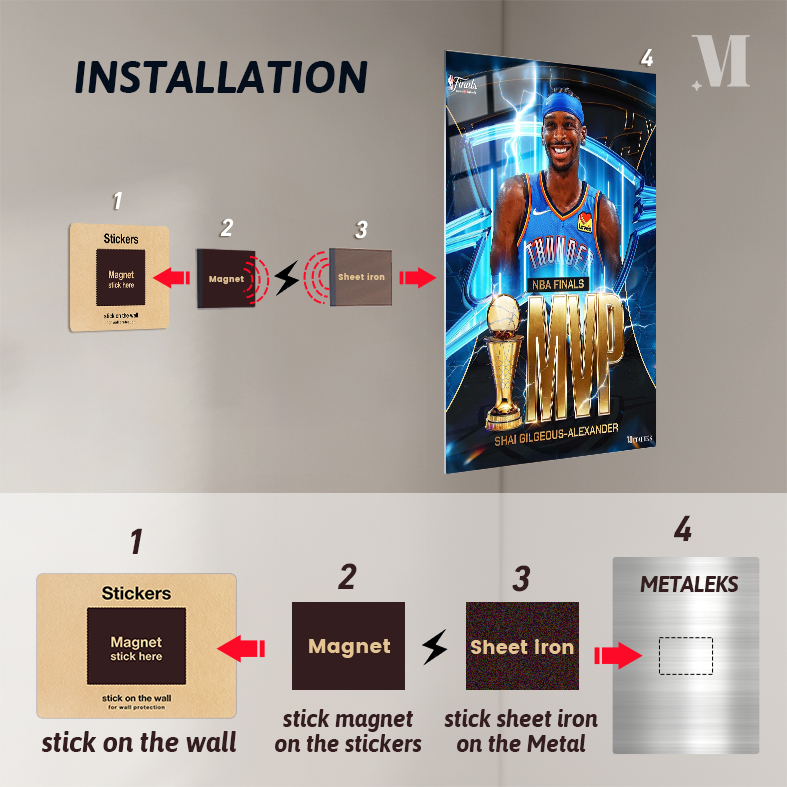 INSTALLATION
M
4
Finals
1
2
3
Stickers
Magnet
stick here
stick on the wall
for wall protection
Magnet
Sheet iron
THUNDER
NBA FINALS
MVP
SHAI GILGEOUS-ALEXANDER
METALEKS
1
2
3
4
Stickers
Magnet
stick here
stick on the wall
for wall protection
Magnet
Sheet iron
METALEKS
stick on the wall
stick magnet
on the stickers
stick sheet iron
on the Metal